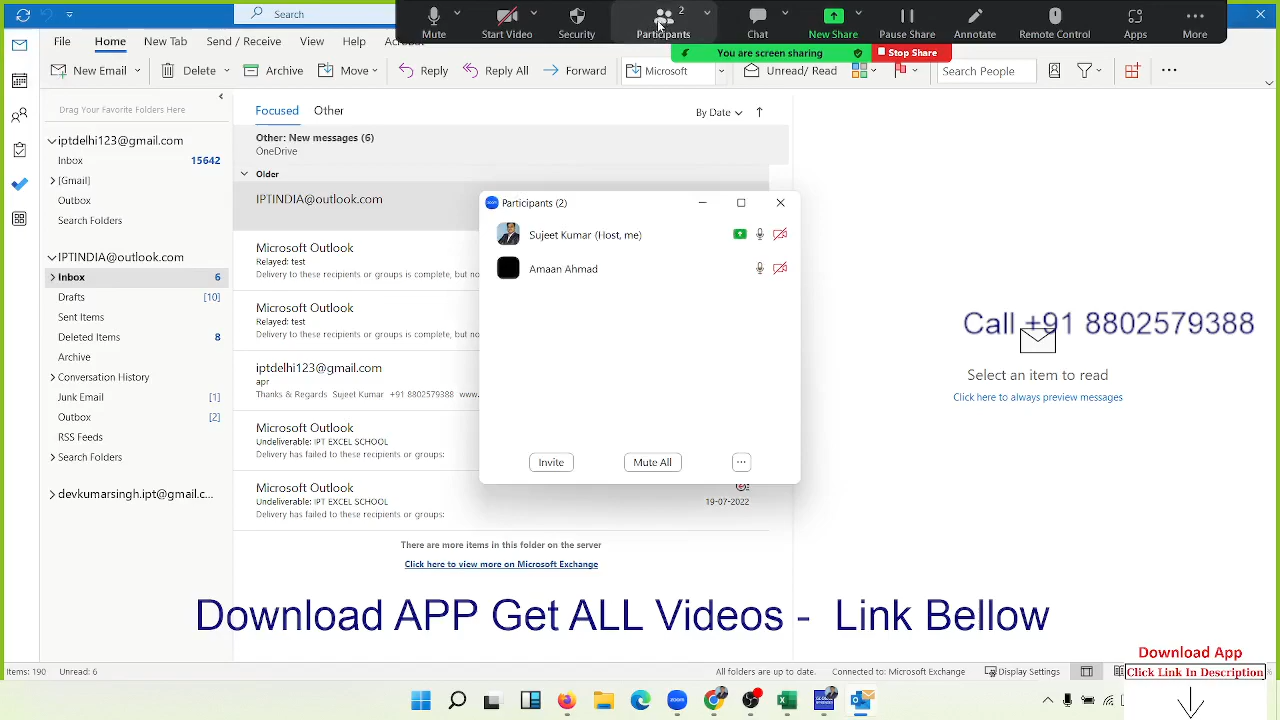 Search
2
Mute
Start Video
Security
Participants
Chat
New Share
Pause Share
Annotate
Remote Control
Apps
More
You are screen sharing
Stop Share
File
Home
New Tab
Send / Receive
Folder
View
Help
New Email
Delete
Archive
Move
Reply
Reply All
Forward
Microsoft
Unread/ Read
Search People
Drag Your Favorite Folders Here
iptdelhi123@gmail.com
Inbox 15642
[Gmail]
Outbox
Search Folders
IPTINDIA@outlook.com
Inbox 6
Drafts [10]
Sent Items
Deleted Items 8
Archive
Conversation History
Junk Email [1]
Outbox [2]
RSS Feeds
Search Folders
devkumarsingh.ipt@gmail.c...
Focused
Other
By Date
Other: New messages (6)
OneDrive
Older
IPTINDIA@outlook.com
Microsoft Outlook
Relayed: test
Delivery to these recipients or groups is complete, but no
Microsoft Outlook
Relayed: test
Delivery to these recipients or groups is complete, but no
iptdelhi123@gmail.com
apr
Thanks & Regards Sujeet Kumar +91 8802579388 www.
Microsoft Outlook
Undeliverable: IPT EXCEL SCHOOL
Delivery has failed to these recipients or groups:
Microsoft Outlook
Undeliverable: IPT EXCEL SCHOOL
19-07-2022
Delivery has failed to these recipients or groups:
There are more items in this folder on the server
Click here to view more on Microsoft Exchange
zoom
Participants (2)
Sujeet Kumar (Host, me)
Amaan Ahmad
Invite
Mute All
Call +91 8802579388
Select an item to read
Click here to always preview messages
Download APP Get ALL Videos - Link Bellow
Download App
Click Link In Description
Items: 190
Unread: 6
All folders are up to date.
Connected to: Microsoft Exchange
Display Settings
zoom